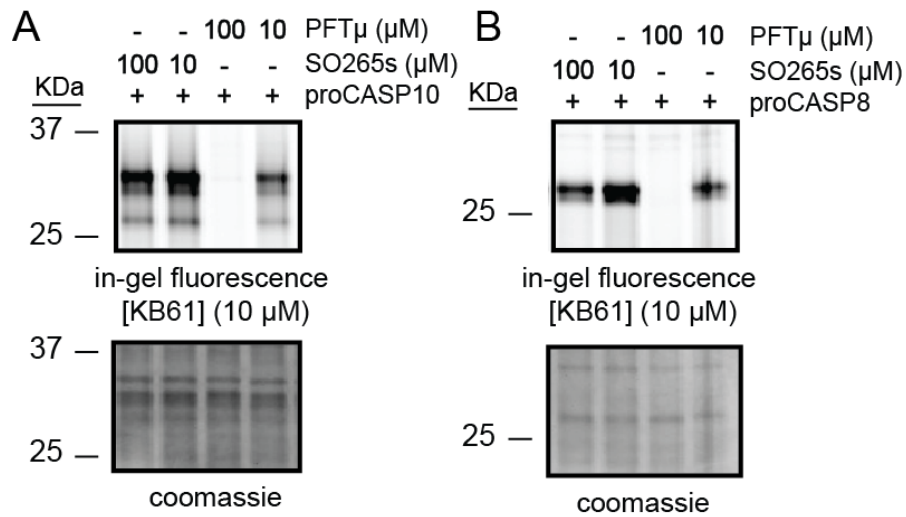 A
- - 100 10 PFTµ (µM)
100 10 - - SO265s (µM)
KDa + + + + proCASP10
37
25
in-gel fluorescence
[KB61] (10 µM)
37
25
coomassie
B
- - 100 10 PFTµ (µM)
100 10 - - SO265s (µM)
KDa + + + + proCASP8
25
in-gel fluorescence
[KB61] (10 µM)
25
coomassie